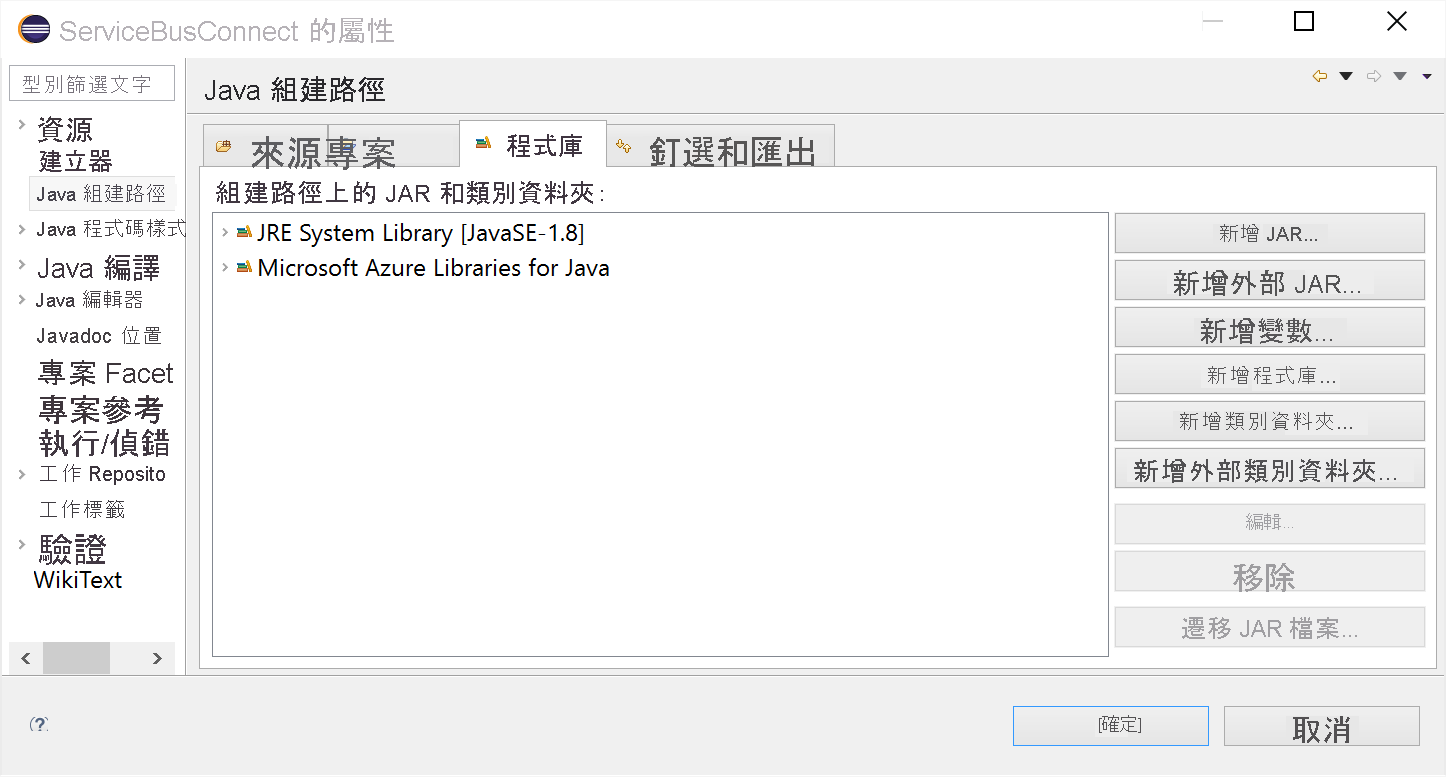 ServiceBusConnect 的屬性
型別篩選文字
資源
建立器
Java 組建路徑
Java 程式碼樣式
Java 編譯
Java 編輯器
Javadoc 位置
專案 Facet
專案參考
執行/偵錯
工作 Reposito
工作標籤
驗證
WikiText
Java 組建路徑
來源專案
程式庫
釘選和匯出
組建路徑上的 JAR 和類別資料夾:
JRE System Library [JavaSE-1.8]
Microsoft Azure Libraries for Java
新增 JAR...
新增外部 JAR...
新增變數...
新增程式庫...
新增類別資料夾...
新增外部類別資料夾...
編輯...
移除
遷移 JAR 檔案...
[確定]
取消